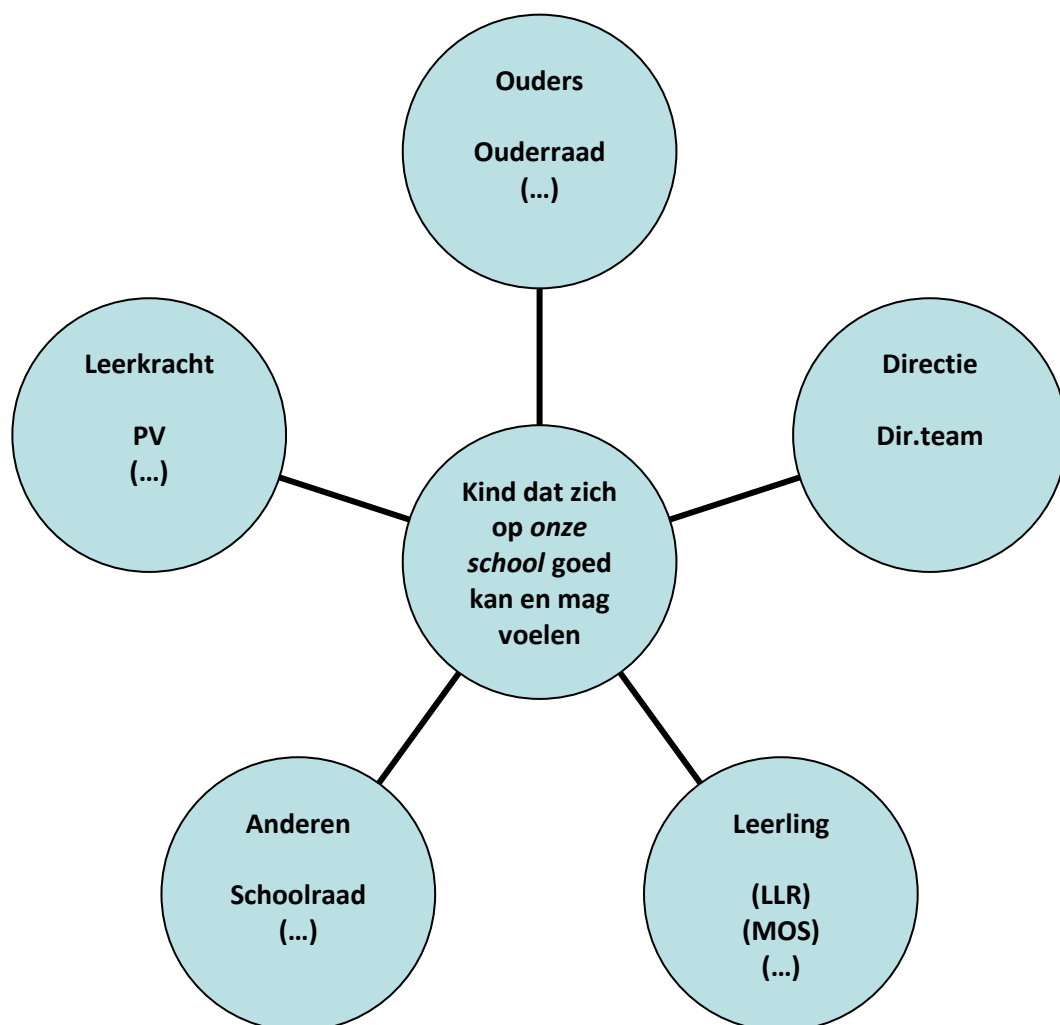 Ouders
Ouderraad
(…)
Leerkracht
PV
(…)
Directie
Dir.team
Kind dat zich
op onze
school goed
kan en mag
voelen
Anderen
Schoolraad
(…)
Leerling
(LLR)
(MOS)
(…)